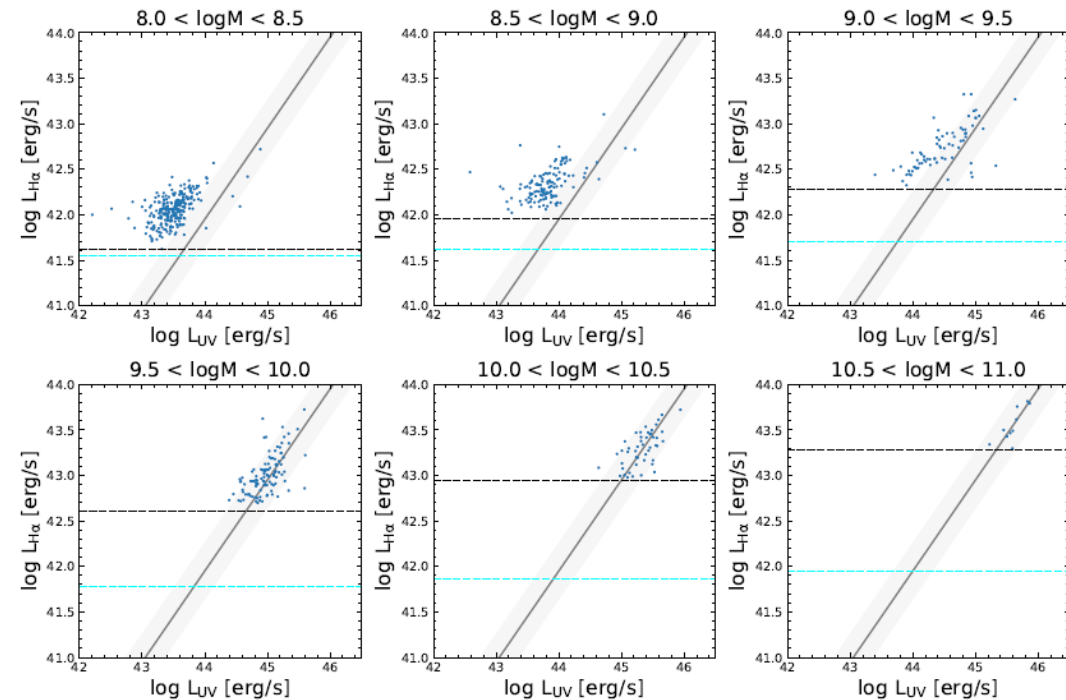 8.0 < logM < 8.5
8.5 < logM < 9.0
9.0 < logM < 9.5
44.0
43.5
43.0
42.5
42.0
41.5
41.0
log L_Hα [erg/s]
42 43 44 45 46
log L_UV [erg/s]
44.0
43.5
43.0
42.5
42.0
41.5
41.0
log L_Hα [erg/s]
42 43 44 45 46
log L_UV [erg/s]
44.0
43.5
43.0
42.5
42.0
41.5
41.0
log L_Hα [erg/s]
42 43 44 45 46
log L_UV [erg/s]
9.5 < logM < 10.0
10.0 < logM < 10.5
10.5 < logM < 11.0
44.0
43.5
43.0
42.5
42.0
41.5
41.0
log L_Hα [erg/s]
42 43 44 45 46
log L_UV [erg/s]
44.0
43.5
43.0
42.5
42.0
41.5
41.0
log L_Hα [erg/s]
42 43 44 45 46
log L_UV [erg/s]
44.0
43.5
43.0
42.5
42.0
41.5
41.0
log L_Hα [erg/s]
42 43 44 45 46
log L_UV [erg/s]